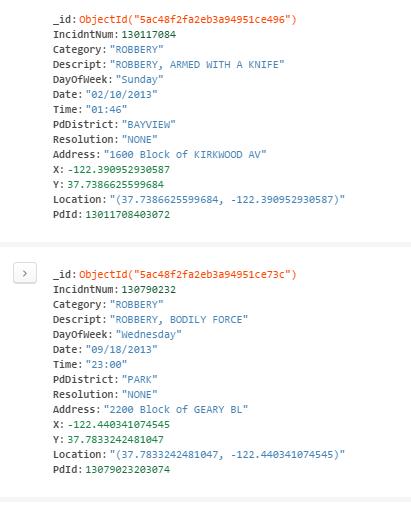 _id: ObjectId("5ac48f2fa2eb3a94951ce496")
IncidntNum: 130117084
Category: "ROBBERY"
Descript: "ROBBERY, ARMED WITH A KNIFE"
DayOfWeek: "Sunday"
Date: "02/10/2013"
Time: "01:46"
PdDistrict: "BAYVIEW"
Resolution: "NONE"
Address: "1600 Block of KIRKWOOD AV"
X: -122.390952930587
Y: 37.7386625599684
Location: "(37.7386625599684, -122.390952930587)"
PdId: 13011708403072
_id: ObjectId("5ac48f2fa2eb3a94951ce73c")
IncidntNum: 130790232
Category: "ROBBERY"
Descript: "ROBBERY, BODILY FORCE"
DayOfWeek: "Wednesday"
Date: "09/18/2013"
Time: "23:00"
PdDistrict: "PARK"
Resolution: "NONE"
Address: "2200 Block of GEARY BL"
X: -122.440341074545
Y: 37.7833242481047
Location: "(37.7833242481047, -122.440341074545)"
PdId: 13079023203074